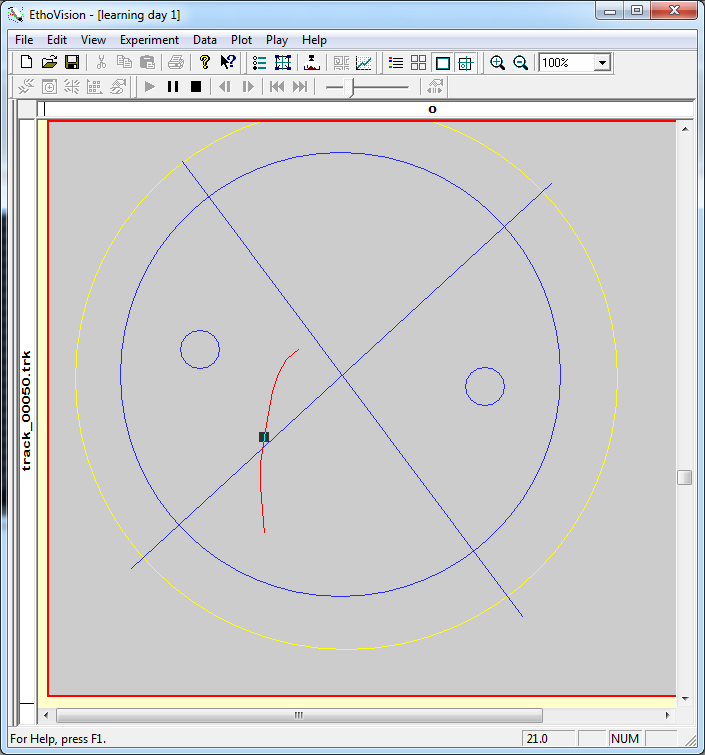 EthoVision - [learning day 1]
File Edit View Experiment Data Plot Play Help
100%
O
track_00050.trk
For Help, press F1.
21.0
NUM